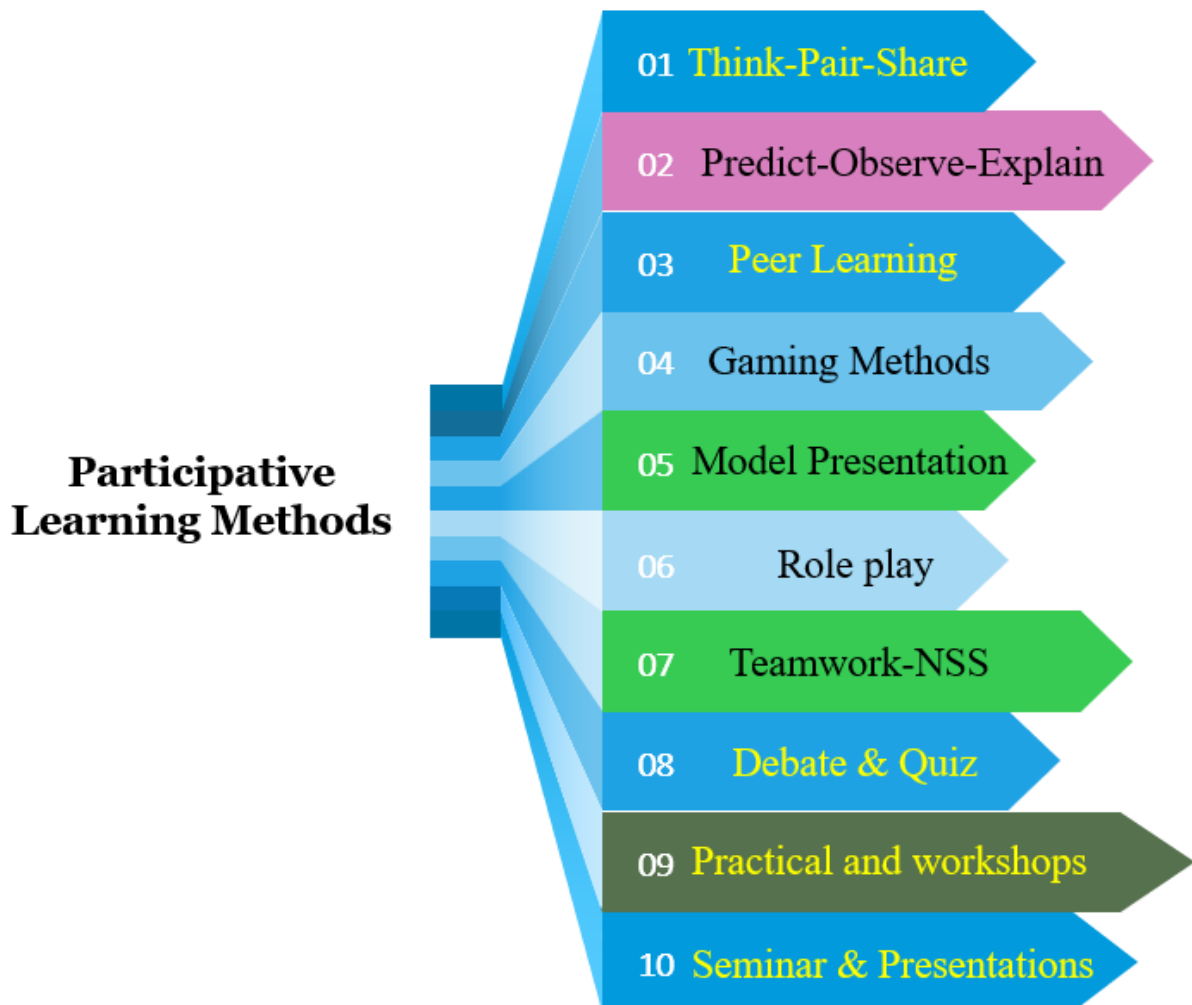 Participative
Learning Methods
01 Think-Pair-Share
02 Predict-Observe-Explain
03 Peer Learning
04 Gaming Methods
05 Model Presentation
06 Role play
07 Teamwork-NSS
08 Debate & Quiz
09 Practical and workshops
10 Seminar & Presentations